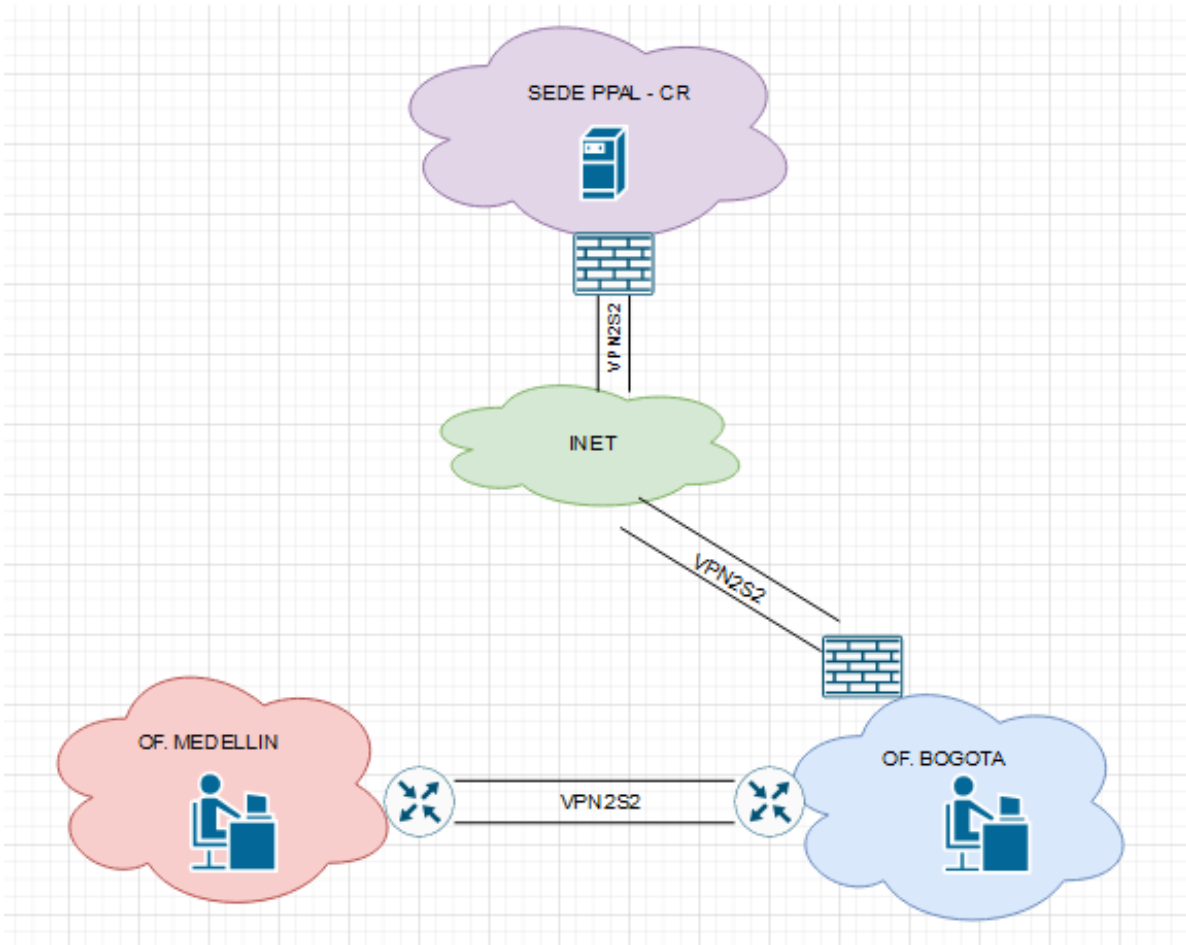 SEDE PPAL - CR
VPN2S2
INET
VPN2S2
OF. MEDELLIN
OF. BOGOTA
VPN2S2